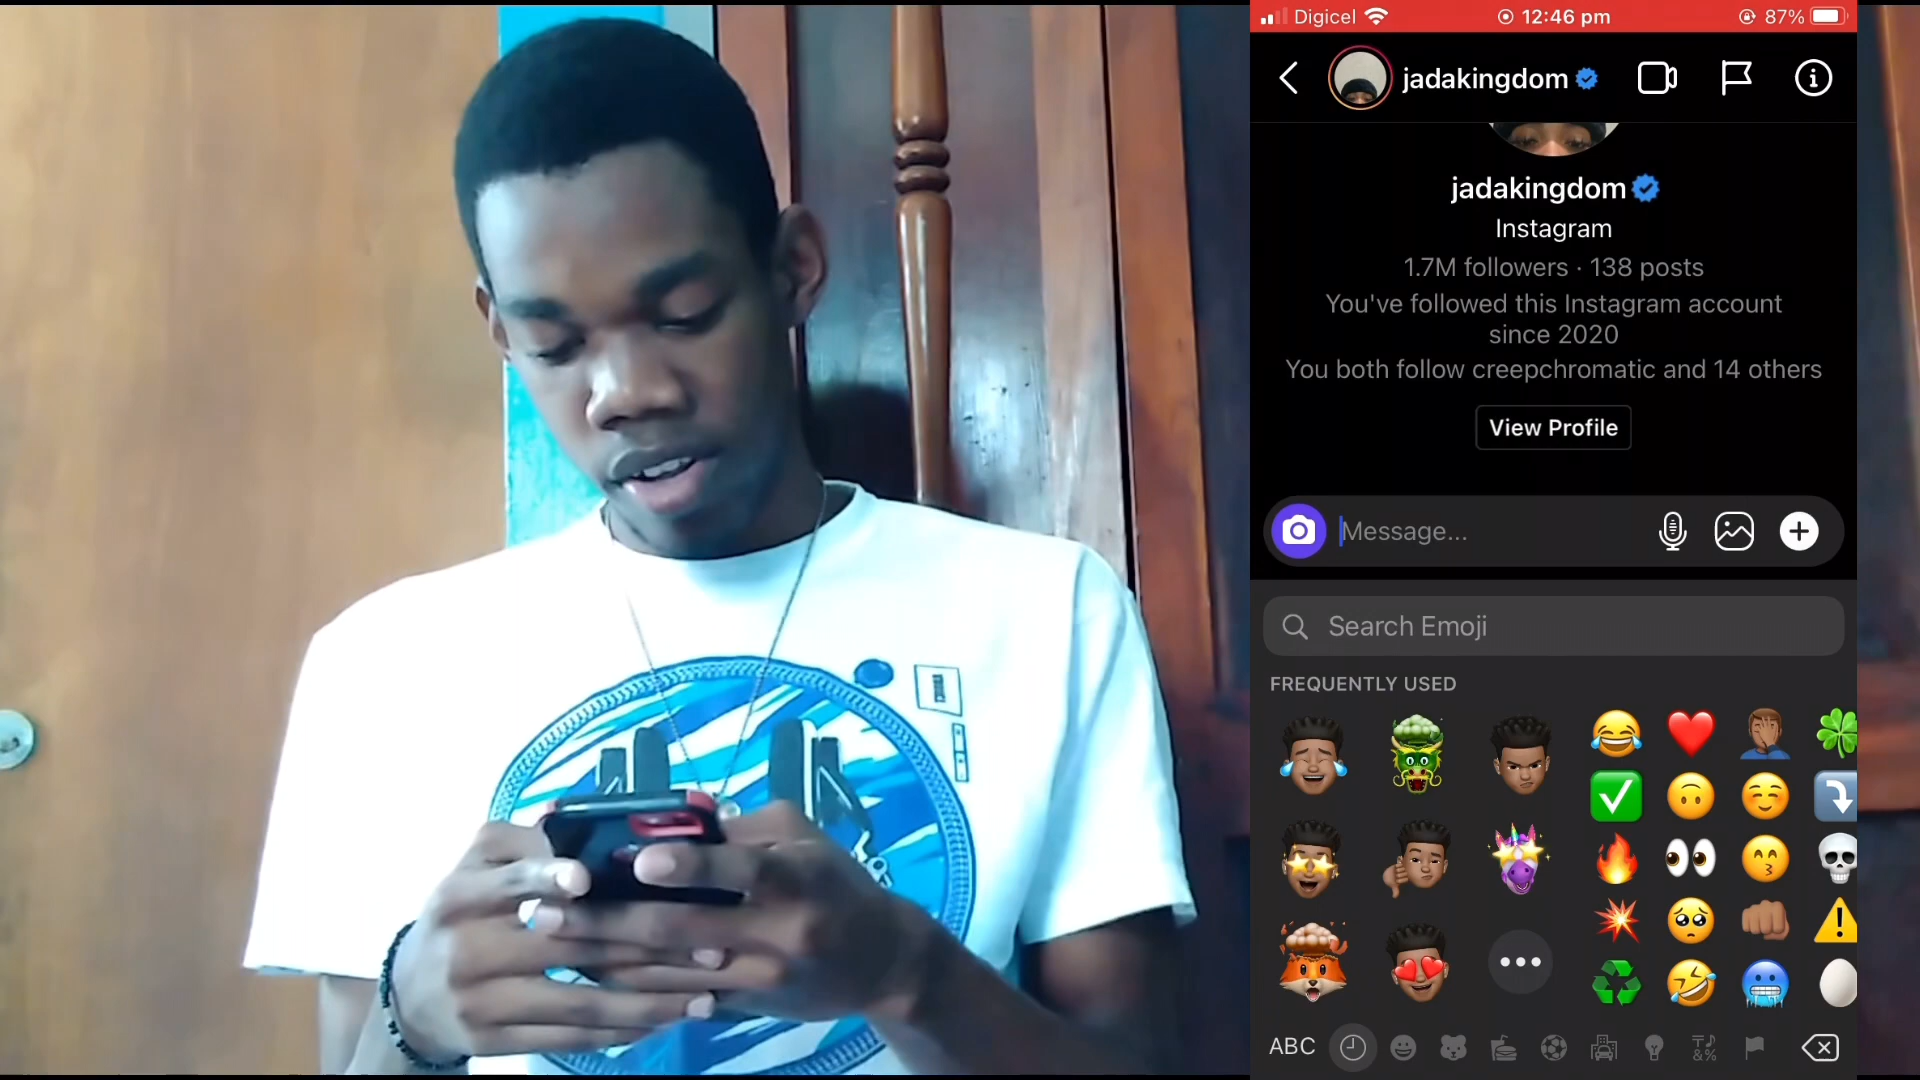 Digicel 12:46 pm 87%
jadakingdom
jadakingdom
Instagram
1.7M followers · 138 posts
You've followed this Instagram account
since 2020
You both follow creepchromatic and 14 others
View Profile
Message...
Search Emoji
FREQUENTLY USED
ABC